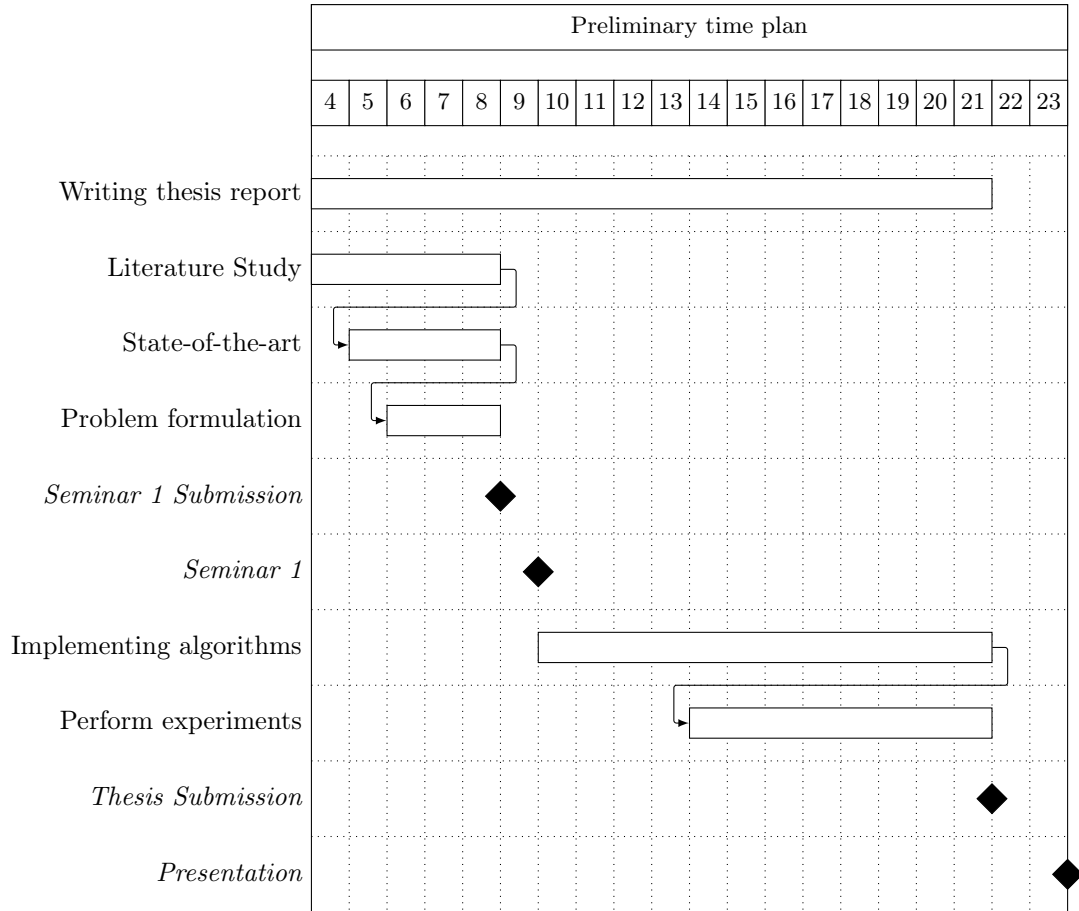 Preliminary time plan
4 5 6 7 8 9 10 11 12 13 14 15 16 17 18 19 20 21 22 23
Writing thesis report
Literature Study
State-of-the-art
Problem formulation
Seminar 1 Submission
Seminar 1
Implementing algorithms
Perform experiments
Thesis Submission
Presentation